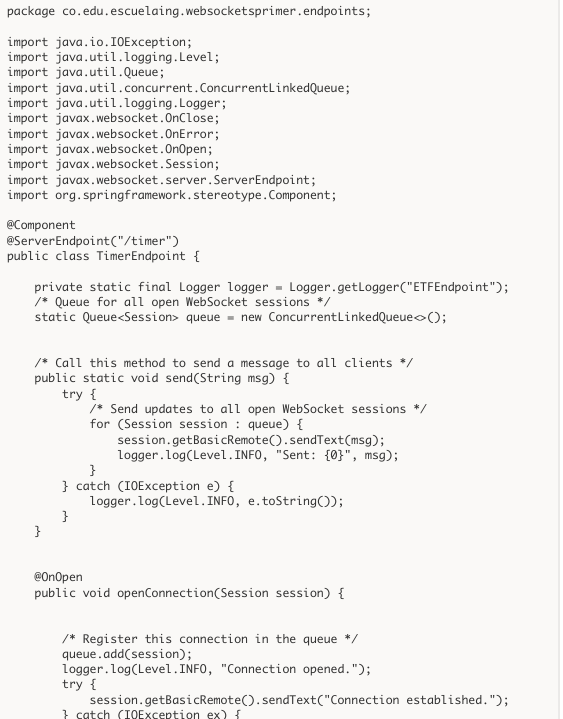 package co.edu.escuelaing.websocketsprimer.endpoints;

import java.io.IOException;
import java.util.logging.Level;
import java.util.Queue;
import java.util.concurrent.ConcurrentLinkedQueue;
import java.util.logging.Logger;
import javax.websocket.OnClose;
import javax.websocket.OnError;
import javax.websocket.OnOpen;
import javax.websocket.Session;
import javax.websocket.server.ServerEndpoint;
import org.springframework.stereotype.Component;

@Component
@ServerEndpoint("/timer")
public class TimerEndpoint {

    private static final Logger logger = Logger.getLogger("ETFEndpoint");
    /* Queue for all open WebSocket sessions */
    static Queue<Session> queue = new ConcurrentLinkedQueue<>();


    /* Call this method to send a message to all clients */
    public static void send(String msg) {
        try {
            /* Send updates to all open WebSocket sessions */
            for (Session session : queue) {
                session.getBasicRemote().sendText(msg);
                logger.log(Level.INFO, "Sent: {0}", msg);
            }
        } catch (IOException e) {
            logger.log(Level.INFO, e.toString());
        }
    }


    @OnOpen
    public void openConnection(Session session) {


        /* Register this connection in the queue */
        queue.add(session);
        logger.log(Level.INFO, "Connection opened.");
        try {
            session.getBasicRemote().sendText("Connection established.");
        } catch (IOException ex) {